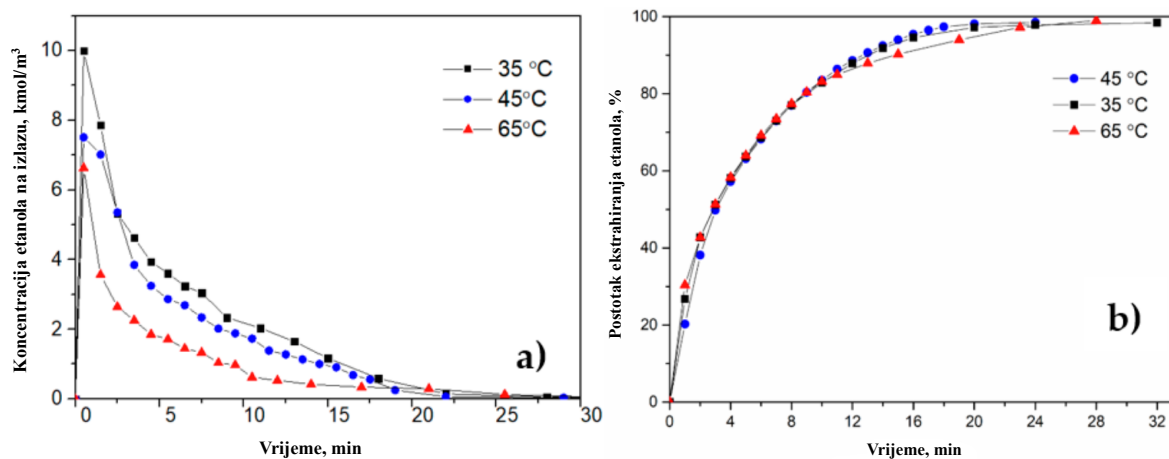 Koncentracija etanola na izlazu, kmol/m³
10
8
6
4
2
0
35 °C
45°C
65°C
a)
0 5 10 15 20 25 30
Vrijeme, min
Postotak ekstrahiranja etanola, %
100
80
60
40
20
0
45 °C
35 °C
65 °C
b)
0 4 8 12 16 20 24 28 32
Vrijeme, min